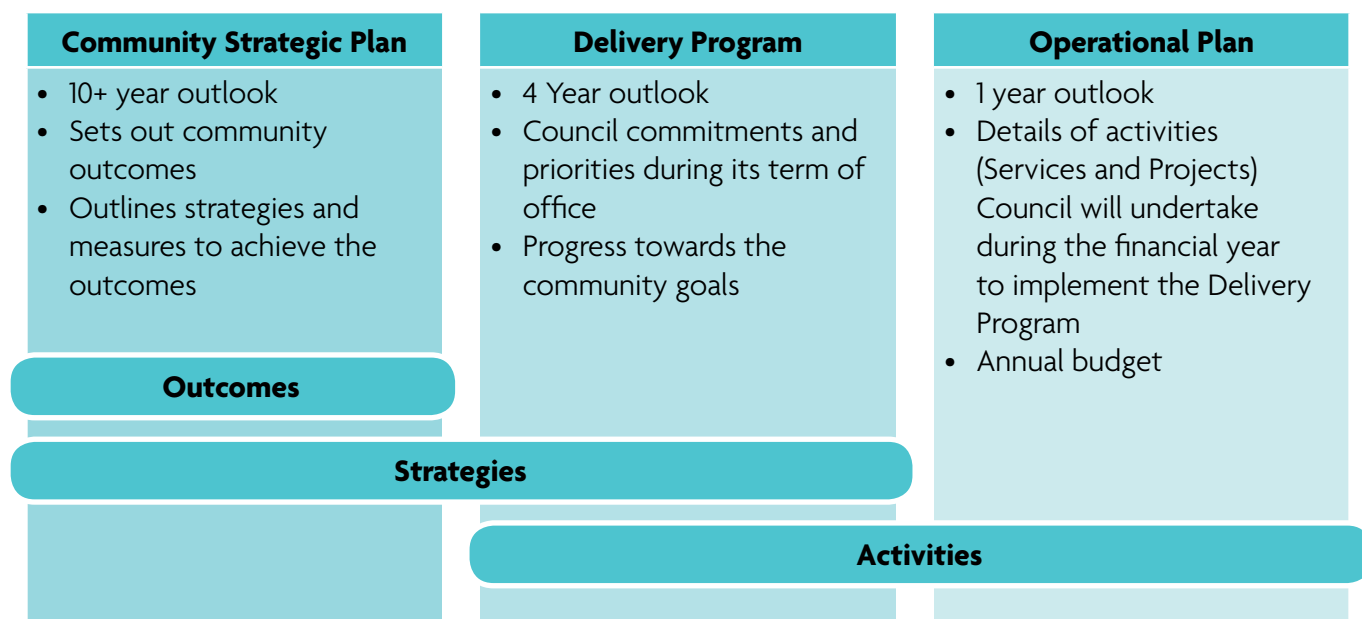 Community Strategic Plan
• 10+ year outlook
• Sets out community
outcomes
• Outlines strategies and
measures to achieve the
outcomes
Delivery Program
• 4 Year outlook
• Council commitments and
priorities during its term of
office
• Progress towards the
community goals
Operational Plan
• 1 year outlook
• Details of activities
(Services and Projects)
Council will undertake
during the financial year
to implement the Delivery
Program
• Annual budget
Outcomes
Strategies
Activities